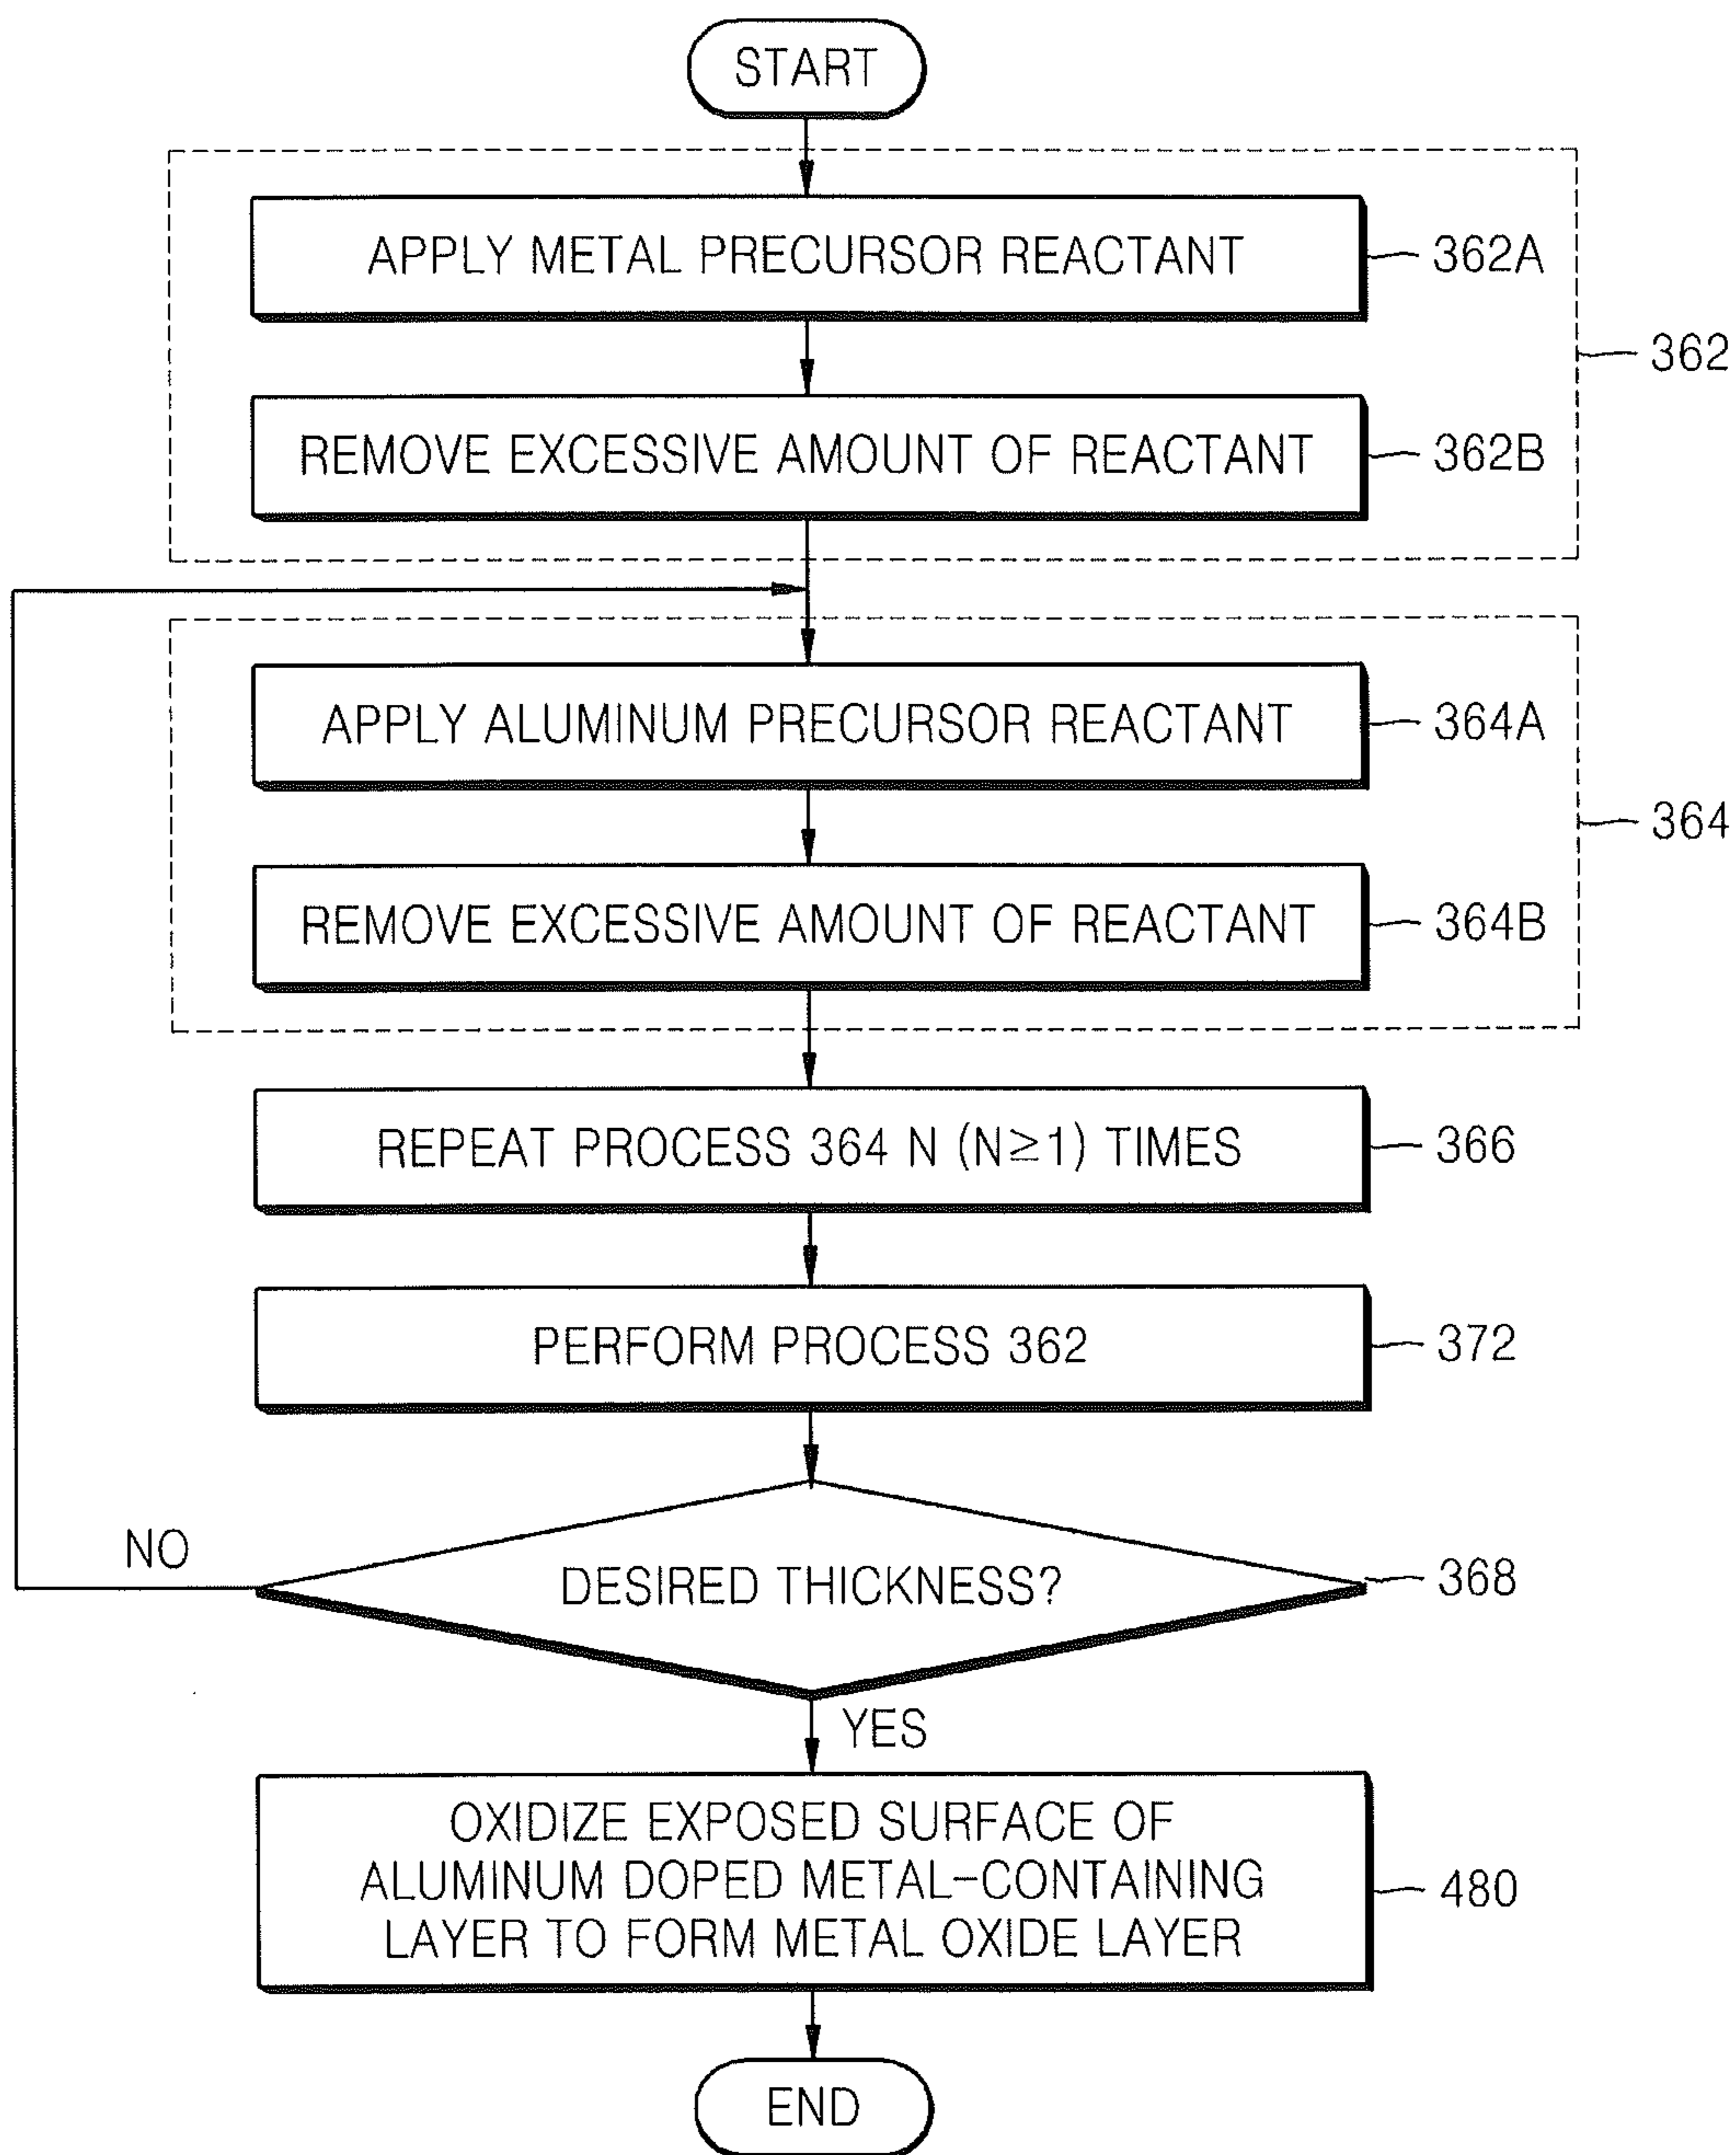 START
APPLY METAL PRECURSOR REACTANT
362A
362
REMOVE EXCESSIVE AMOUNT OF REACTANT
362B
APPLY ALUMINUM PRECURSOR REACTANT
364A
364
REMOVE EXCESSIVE AMOUNT OF REACTANT
364B
REPEAT PROCESS 364 N (N≥1) TIMES
366
PERFORM PROCESS 362
372
NO
DESIRED THICKNESS?
368
YES
OXIDIZE EXPOSED SURFACE OF
ALUMINUM DOPED METAL-CONTAINING
LAYER TO FORM METAL OXIDE LAYER
480
END